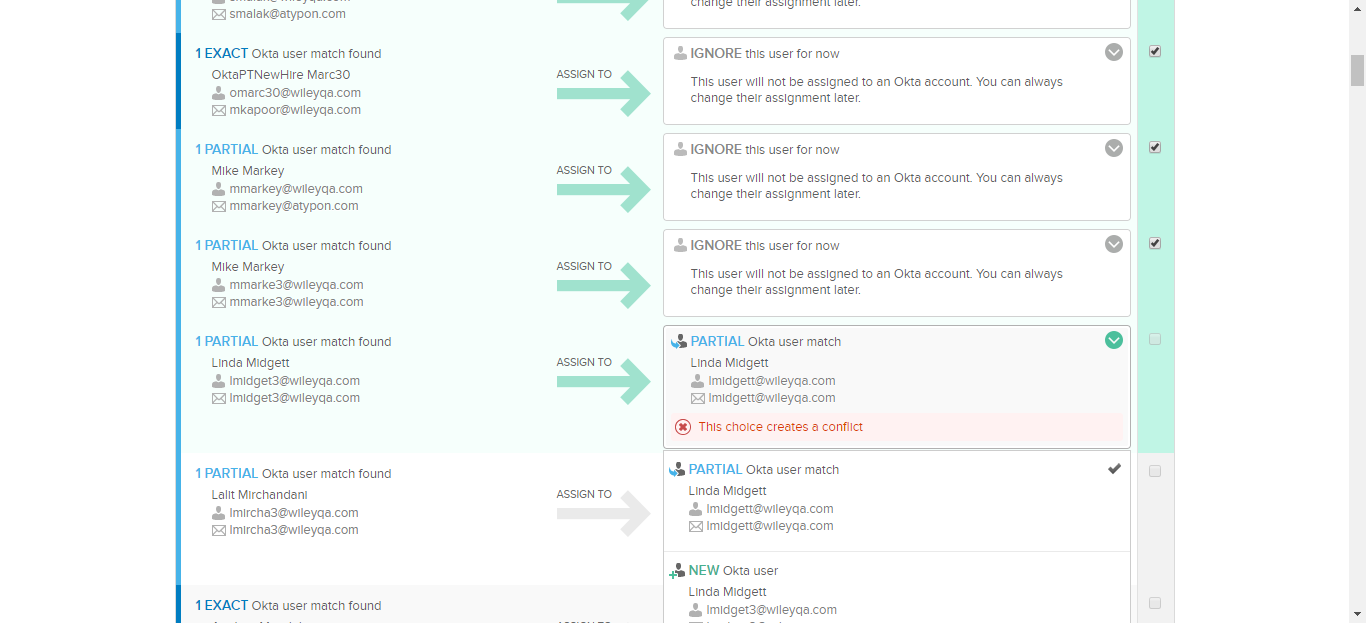 smalak@atypon.com
change their assignment later.
1 EXACT Okta user match found
OktaPTNewHire Marc30
omarc30@wileyqa.com
mkapoor@wileyqa.com
ASSIGN TO
IGNORE this user for now
This user will not be assigned to an Okta account. You can always
change their assignment later.
1 PARTIAL Okta user match found
Mike Markey
mmarkey@wileyqa.com
mmarkey@atypon.com
ASSIGN TO
IGNORE this user for now
This user will not be assigned to an Okta account. You can always
change their assignment later.
1 PARTIAL Okta user match found
Mike Markey
mmarke3@wileyqa.com
mmarke3@wileyqa.com
ASSIGN TO
IGNORE this user for now
This user will not be assigned to an Okta account. You can always
change their assignment later.
1 PARTIAL Okta user match found
Linda Midgett
lmidget3@wileyqa.com
lmidget3@wileyqa.com
ASSIGN TO
PARTIAL Okta user match
Linda Midgett
lmidgett@wileyqa.com
lmidgett@wileyqa.com
This choice creates a conflict
1 PARTIAL Okta user match found
Lalit Mirchandani
lmircha3@wileyqa.com
lmircha3@wileyqa.com
ASSIGN TO
PARTIAL Okta user match
Linda Midgett
lmidgett@wileyqa.com
lmidgett@wileyqa.com
NEW Okta user
Linda Midgett
lmidget3@wileyqa.com
1 EXACT Okta user match found